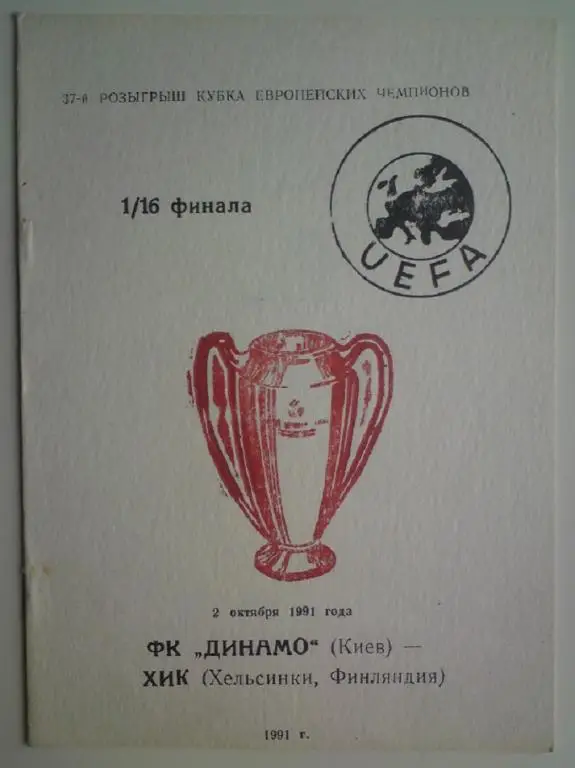 37-й РОЗЫГРЫШ КУБКА ЕВРОПЕЙСКИХ ЧЕМПИОНОВ
1/16 финала
UEFA
2 октября 1991 года
ФК „ДИНАМО“ (Киев) —
ХИК (Хельсинки, Финляндия)
1991 г.